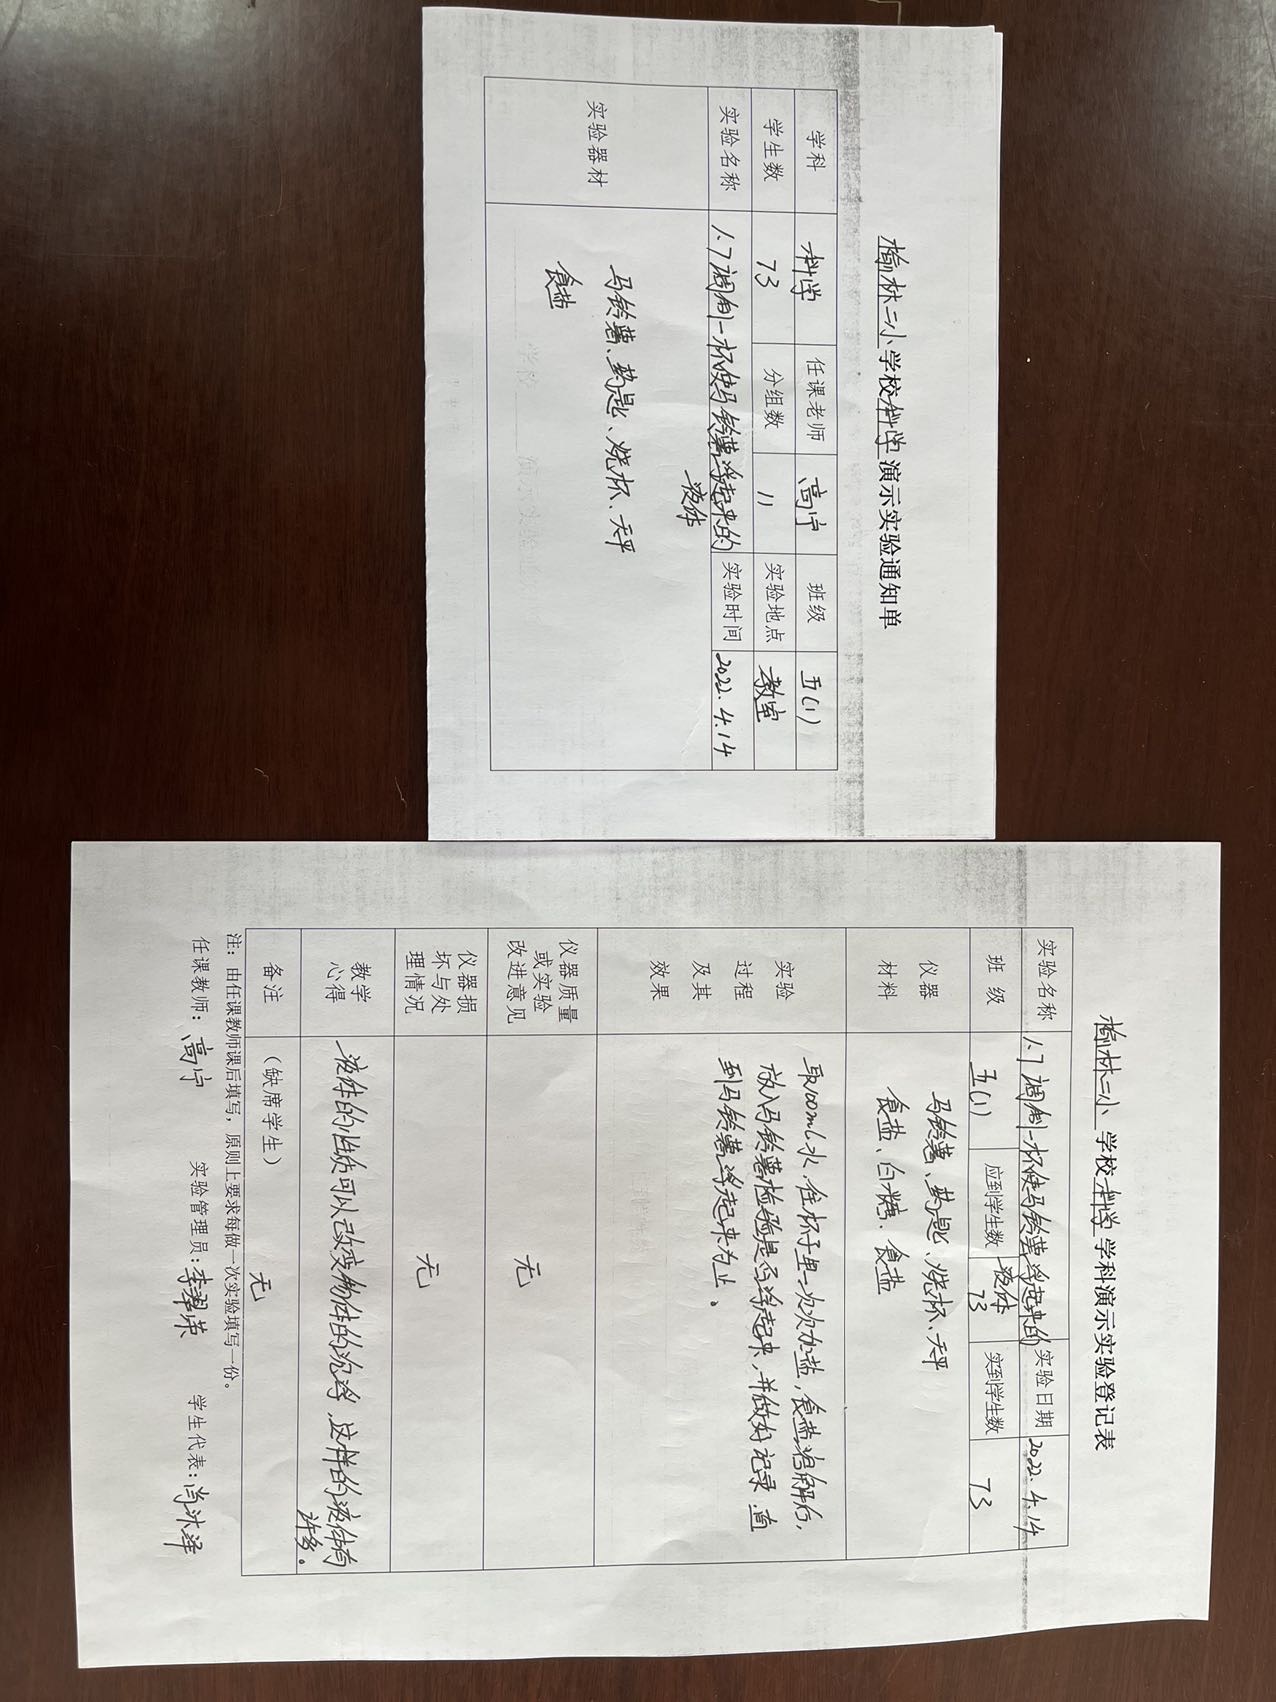 榆林二小学校科学演示实验通知单
学科 科学 任课老师 高宁 班级 五(1)
学生数 73 分组数 11 实验地点 教室
实验名称 1.7调制一杯使马铃薯浮起来的 实验时间 2022.4.14
液体
实验器材 马铃薯、药匙、烧杯、天平
食盐
榆林二小 学校科学学科演示实验登记表
实验名称 1.7调制一杯使马铃薯浮起来的 实验日期 2022.4.14
液体
班级 五(1) 应到学生数 73 实到学生数 73
仪器 马铃薯、药匙、烧杯、天平
材料 食盐、白糖、食盐
实验 取100mL水,往杯子里一次次加盐,食盐溶解后,
过程 放入马铃薯检验是否浮起来,并做好记录,直
及其 到马铃薯浮起来为止。
效果
仪器质量
或实验 无
改进意见
仪器损
坏与处 无
理情况
教学 液体的性质可以改变物体的沉浮,这样的液体有
心得 许多。
备注 (缺席学生) 无
注:由任课教师课后填写,原则上要求每做一次实验填写一份。
任课教师:高宁 实验管理员:李翠荣 学生代表:尚沐泽